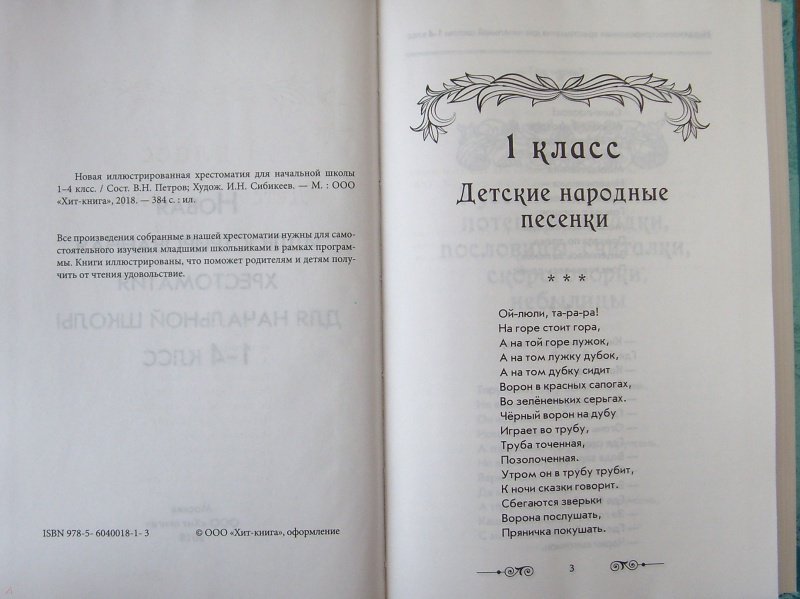 Новая иллюстрированная хрестоматия для начальной школы
1–4 клсс. / Сост. В.Н. Петров; Худож. И.Н. Сибикеев. — М. : ООО
«Хит-книга», 2018. — 384 с. : ил.
Все произведения собранные в нашей хрестоматии нужны для само-
стоятельного изучения младшими школьниками в рамках програм-
мы. Книги иллюстрированы, что поможет родителям и детям полу-
чить от чтения удовольствие.
ISBN 978-5- 6040018-1- 3
© ООО «Хит-книга», оформление
1 класс
Детские народные
песенки
* * *
Ой-люли, та-ра-ра!
На горе стоит гора,
А на той горе лужок,
А на том лужку дубок,
А на том дубку сидит
Ворон в красных сапогах,
Во зелёненьких серьгах.
Чёрный ворон на дубу
Играет во трубу,
Труба точенная,
Позолоченная.
Утром он в трубу трубит,
К ночи сказки говорит.
Сбегаются зверьки
Ворона послушать,
Пряничка покушать.
3